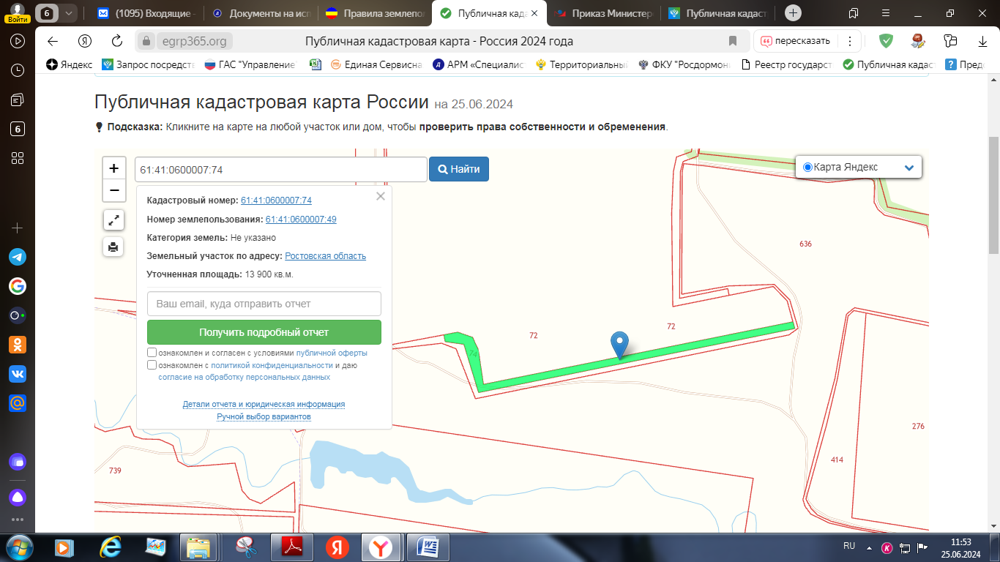 Войти
6
(1095) Входящие -
Документы на исп
Правила землепол
Публичная када
Приказ Министер
Публичная кадаст
egrp365.org
Публичная кадастровая карта - Россия 2024 года
пересказать
Яндекс
Запрос посредств
ГАС "Управление"
Единая Сервисна
АРМ «Специалис
Территориальный
ФКУ "Росдормон
Реестр государст
Публичная кадаст
Предо
6
Публичная кадастровая карта России на 25.06.2024
Подсказка: Кликните на карте на любой участок или дом, чтобы проверить права собственности и обременения.
+
−
61:41:0600007:74
Найти
Карта Яндекс
Кадастровый номер: 61:41:0600007:74
Номер землепользования: 61:41:0600007:49
Категория земель: Не указано
Земельный участок по адресу: Ростовская область
Уточненная площадь: 13 900 кв.м.
Ваш email, куда отправить отчет
Получить подробный отчет
ознакомлен и согласен с условиями публичной оферты
ознакомлен с политикой конфиденциальности и даю
согласие на обработку персональных данных
Детали отчета и юридическая информация
Ручной выбор вариантов
636
72
72
74
276
414
739
RU
11:53
25.06.2024